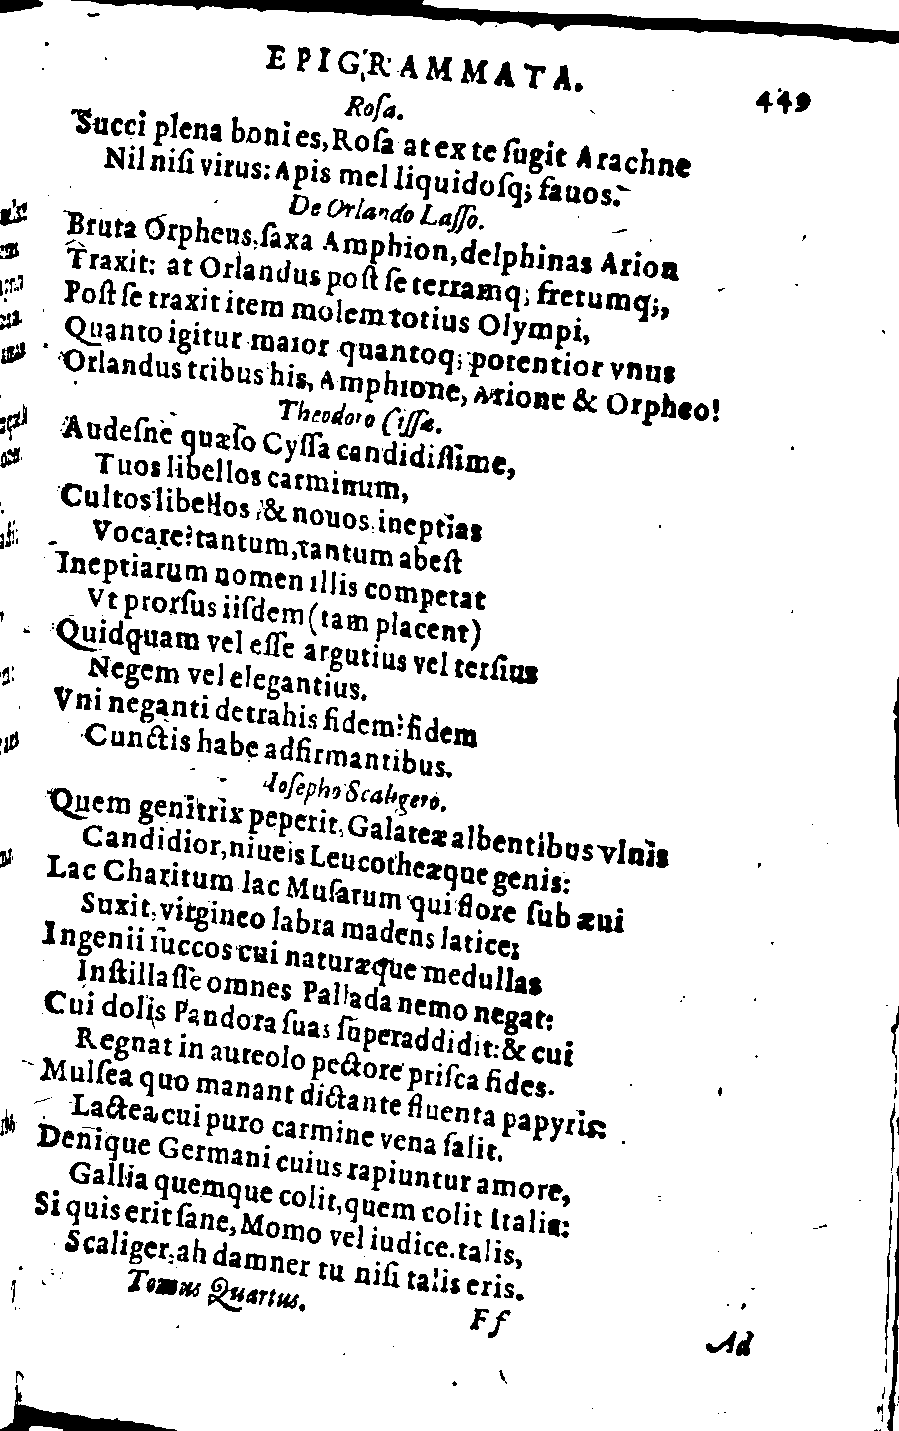 EPIGRAMMATA.
449
Roſa.
Succi plena boni es, Roſa at ex te ſugit Arachne
Nil niſi virus: Apis mel liquidoſq; fauos.
De Orlando Laſſo.
Bruta Orpheus, ſaxa Amphion, delphinas Arion
Traxit: at Orlandus poſt ſe terramq; fretumq;,
Poſt ſe traxit item molem totius Olympi,
Quanto igitur maior quantoq; potentior vnus
Orlandus tribus his, Amphione, Arione & Orpheo!
Theodoro Ciſſæ.
Audeſne quæſo Cyſſa candidiſſime,
Tuos libellos carminum,
Cultos libellos & nouos ineptias
Vocare? tantum, tantum abeſt
Ineptiarum nomen illis competat
Vt prorſus iiſdem (tam placent)
Quidquam vel eſſe argutius vel terſius
Negem vel elegantius.
Vni neganti detrahis fidem? fidem
Cunctis habe adfirmantibus.
Ioſepho Scaligero.
Quem genitrix peperit, Galateæ albentibus vlnis
Candidior, niueis Leucotheæque genis:
Lac Charitum lac Muſarum qui flore ſub æui
Suxit, virgineo labra madens latice;
Ingenii ſuccos cui naturæque medullas
Inſtillaſſe omnes Pallada nemo negat:
Cui dolis Pandora ſuas ſuperaddidit: & cui
Regnat in aureolo pectore priſca fides.
Mulſea quo manant dictante fluenta papyris
Lactea cui puro carmine vena ſalit.
Denique Germani cuius rapiuntur amore,
Gallia quemque colit, quem colit Italia:
Si quis erit ſane, Momo vel iudice talis,
Scaliger, ah damner tu niſi talis eris.
Tomus Quartus.
Ff
Ad